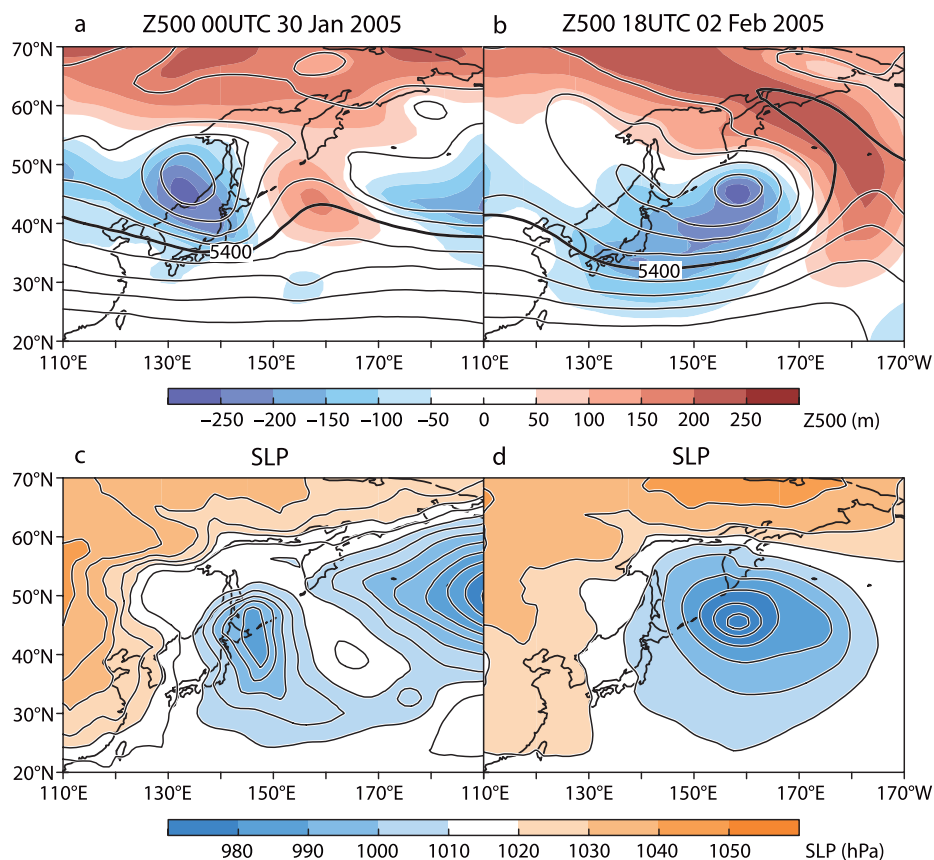 a Z500 00UTC 30 Jan 2005 b Z500 18UTC 02 Feb 2005
70°N
60°N
50°N
40°N
30°N
20°N
5400
5400
110°E 130°E 150°E 170°E 110°E 130°E 150°E 170°E 170°W
−250 −200 −150 −100 −50 0 50 100 150 200 250 Z500 (m)
c SLP d SLP
70°N
60°N
50°N
40°N
30°N
20°N
110°E 130°E 150°E 170°E 110°E 130°E 150°E 170°E 170°W
980 990 1000 1010 1020 1030 1040 1050 SLP (hPa)